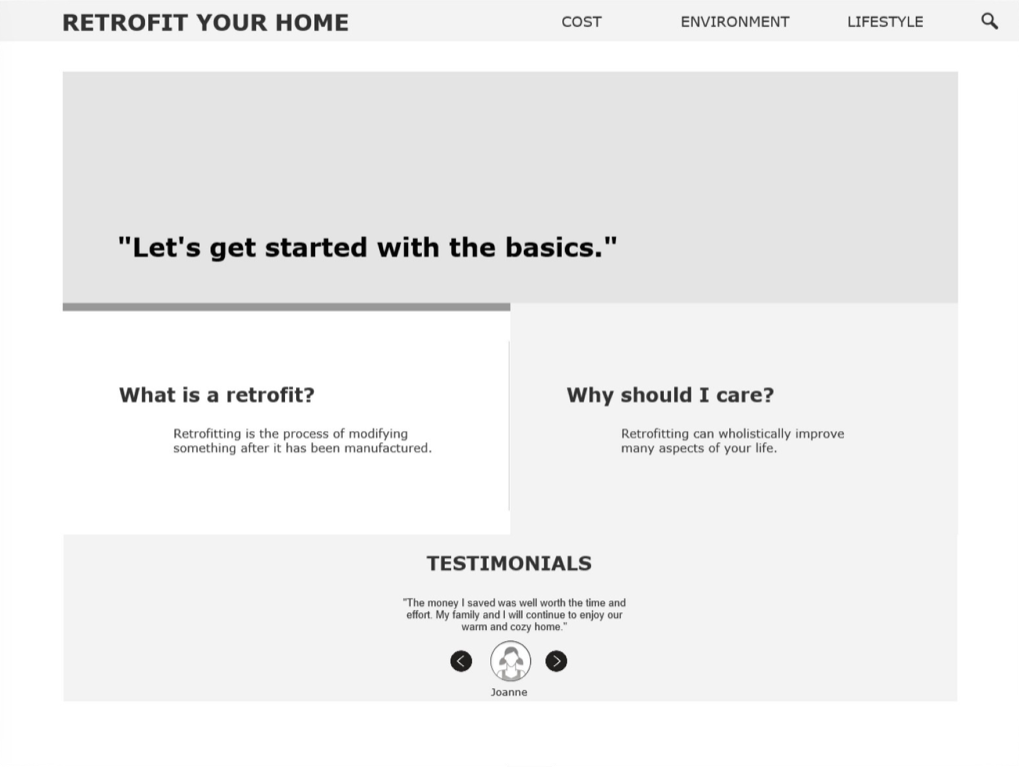 RETROFIT YOUR HOME COST ENVIRONMENT LIFESTYLE
"Let's get started with the basics."
What is a retrofit?
Retrofitting is the process of modifying
something after it has been manufactured.
Why should I care?
Retrofitting can wholistically improve
many aspects of your life.
TESTIMONIALS
"The money I saved was well worth the time and
effort. My family and I will continue to enjoy our
warm and cozy home."
Joanne